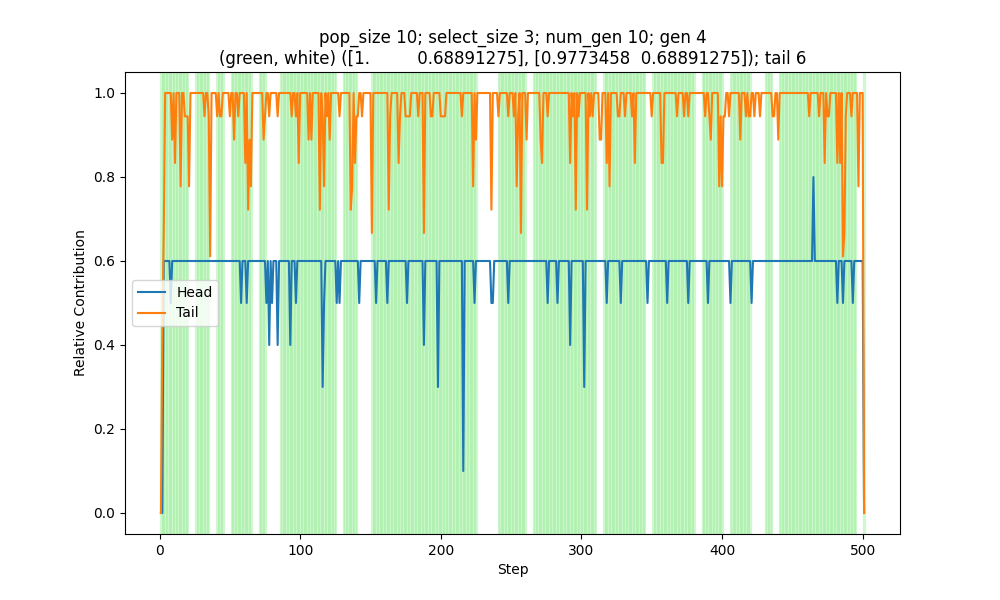 pop_size 10; select_size 3; num_gen 10; gen 4
(green, white) ([1.         0.68891275], [0.9773458  0.68891275]); tail 6
1.0
0.8
0.6
0.4
0.2
0.0
Relative Contribution
Head
Tail
0
100
200
300
400
500
Step